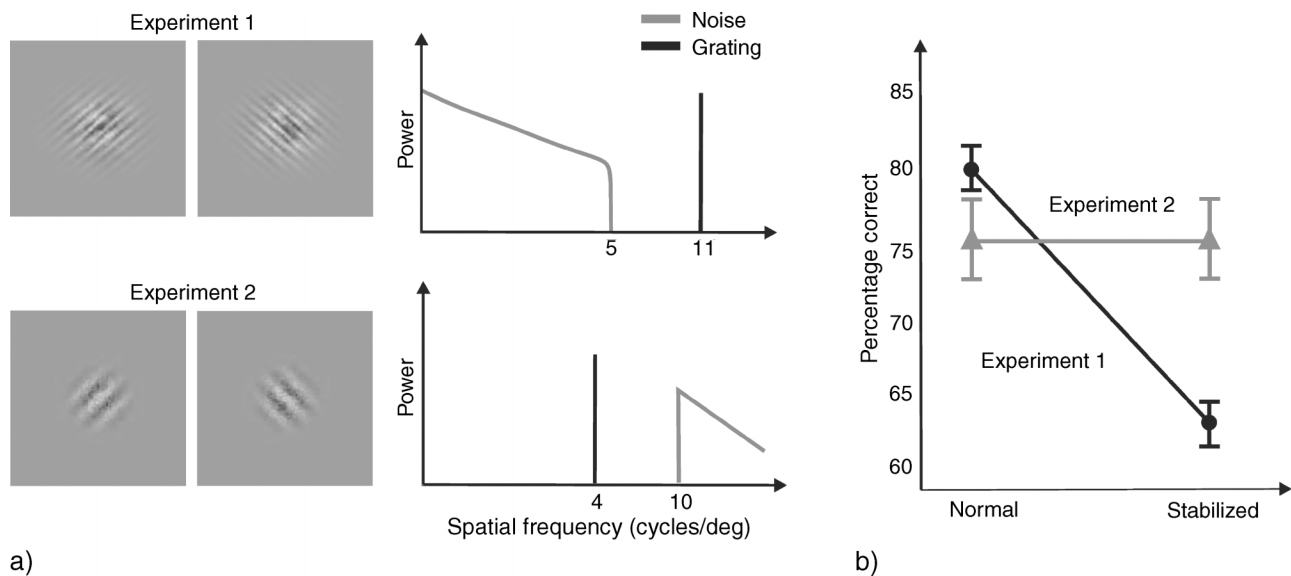 Experiment 1
Noise
Grating
Power
5
11
Experiment 2
Power
4
10
Spatial frequency (cycles/deg)
a)
Percentage correct
85
80
75
70
65
60
Experiment 2
Experiment 1
Normal
Stabilized
b)